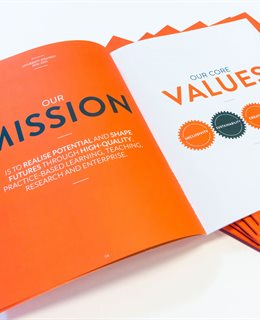 OUR
MISSION
IS TO REALISE POTENTIAL AND SHAPE
FUTURES THROUGH HIGH-QUALITY,
PRACTICE-BASED LEARNING, TEACHING,
RESEARCH AND ENTERPRISE.
OUR CORE
VALUES
INCLUSIVITY